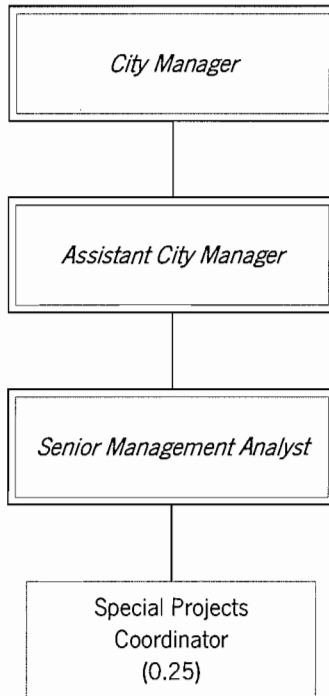 City Manager
Assistant City Manager
Senior Management Analyst
Special Projects
Coordinator
(0.25)